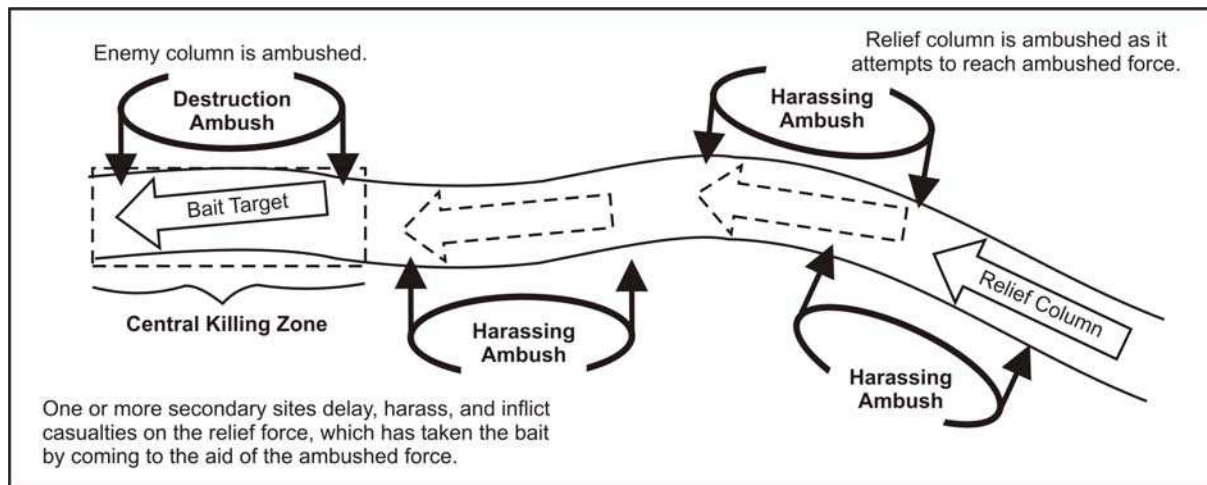 Enemy column is ambushed.
Relief column is ambushed as it
attempts to reach ambushed force.
Destruction
Ambush
Harassing
Ambush
Bait Target
Relief Column
Central Killing Zone
Harassing
Ambush
Harassing
Ambush
One or more secondary sites delay, harass, and inflict
casualties on the relief force, which has taken the bait
by coming to the aid of the ambushed force.